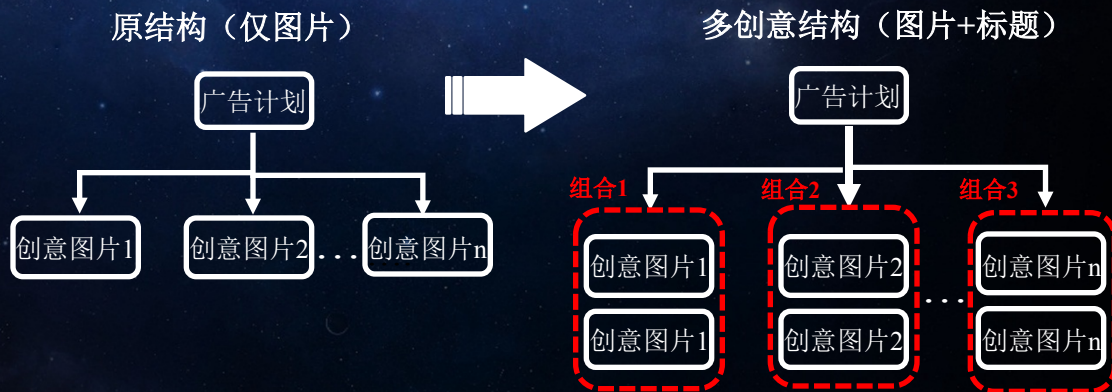 原结构（仅图片）
多创意结构（图片+标题）
广告计划
广告计划
组合1
组合2
组合3
创意图片1
创意图片2
...
创意图片n
创意图片1
创意图片2
...
创意图片n
创意图片1
创意图片2
创意图片n